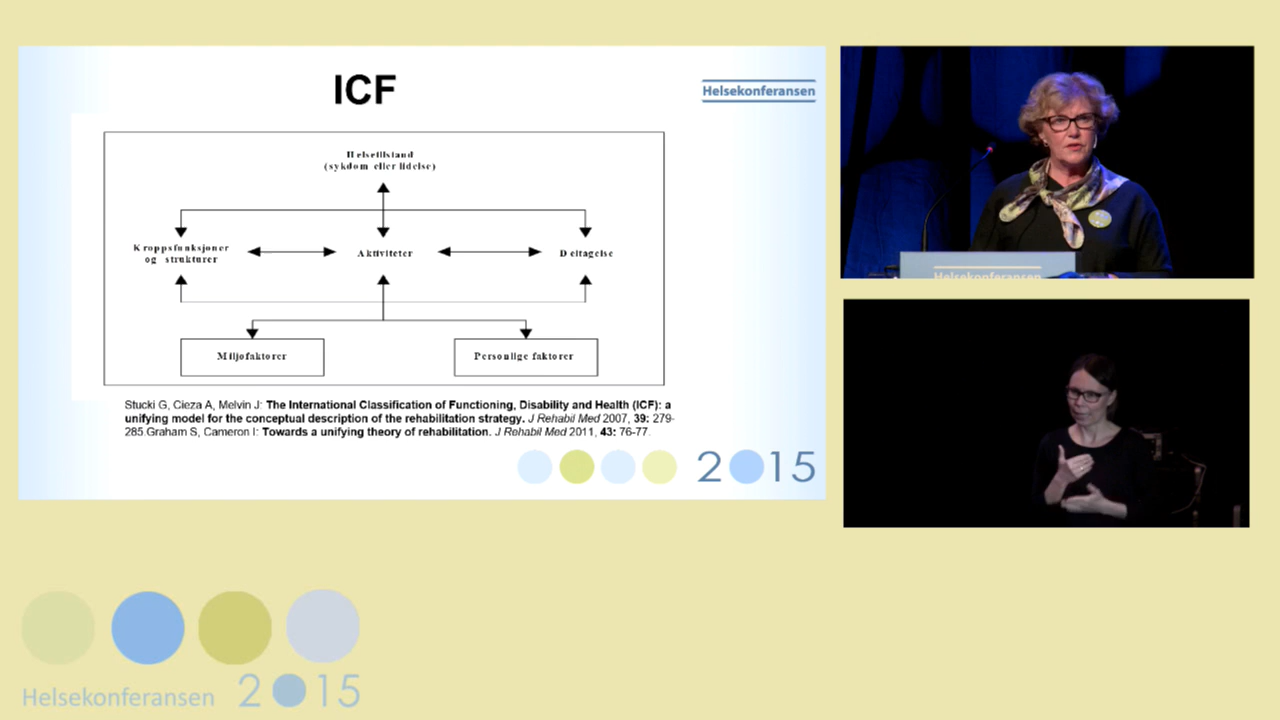 ICF
Helsekonferansen
Helsetilstand
(sykdom eller lidelse)
Kroppsfunksjoner
og strukturer
Aktiviteter
Deltagelse
Miljøfaktorer
Personlige faktorer
Stucki G, Cieza A, Melvin J: The International Classification of Functioning, Disability and Health (ICF): a
unifying model for the conceptual description of the rehabilitation strategy. J Rehabil Med 2007, 39: 279-
285.Graham S, Cameron I: Towards a unifying theory of rehabilitation. J Rehabil Med 2011, 43: 76-77.
2015
Helsekonferansen
Helsekonferansen 2015